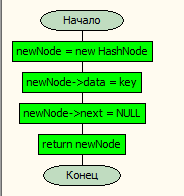 Начало
newNode = new HashNode
newNode->data = key
newNode->next = NULL
return newNode
Конец